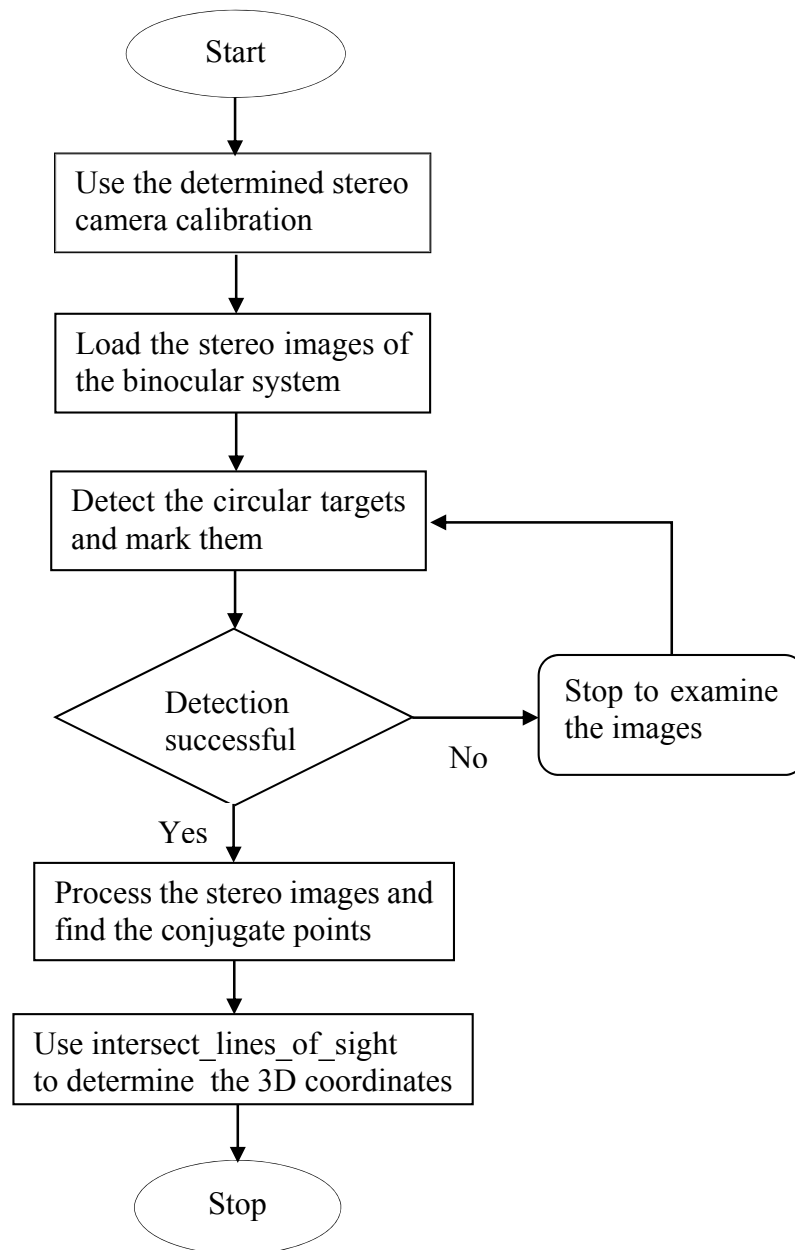 Start
Use the determined stereo
camera calibration
Load the stereo images of
the binocular system
Detect the circular targets
and mark them
Detection
successful
No
Stop to examine
the images
Yes
Process the stereo images and
find the conjugate points
Use intersect_lines_of_sight
to determine the 3D coordinates
Stop